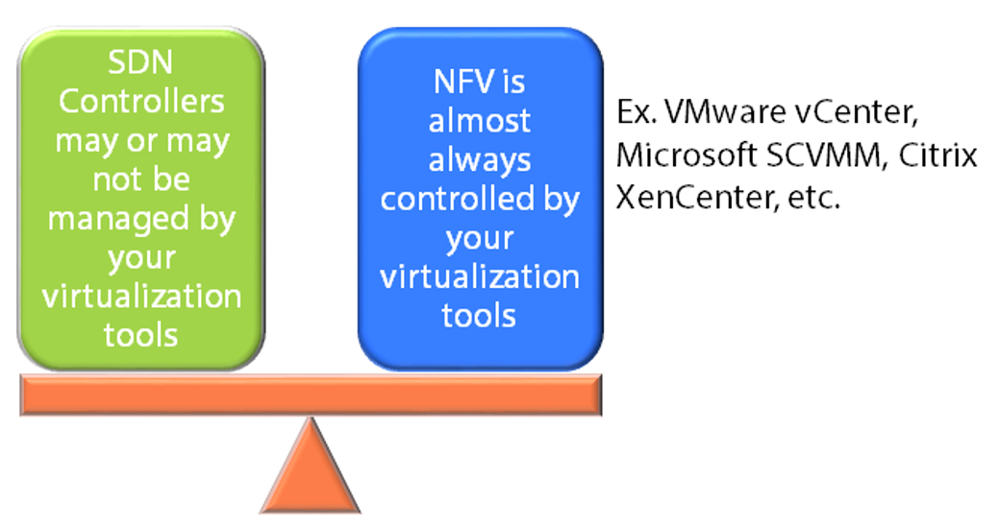 SDN
Controllers
may or may
not be
managed by
your
virtualization
tools
NFV is
almost
always
controlled by
your
virtualization
tools
Ex. VMware vCenter,
Microsoft SCVMM, Citrix
XenCenter, etc.